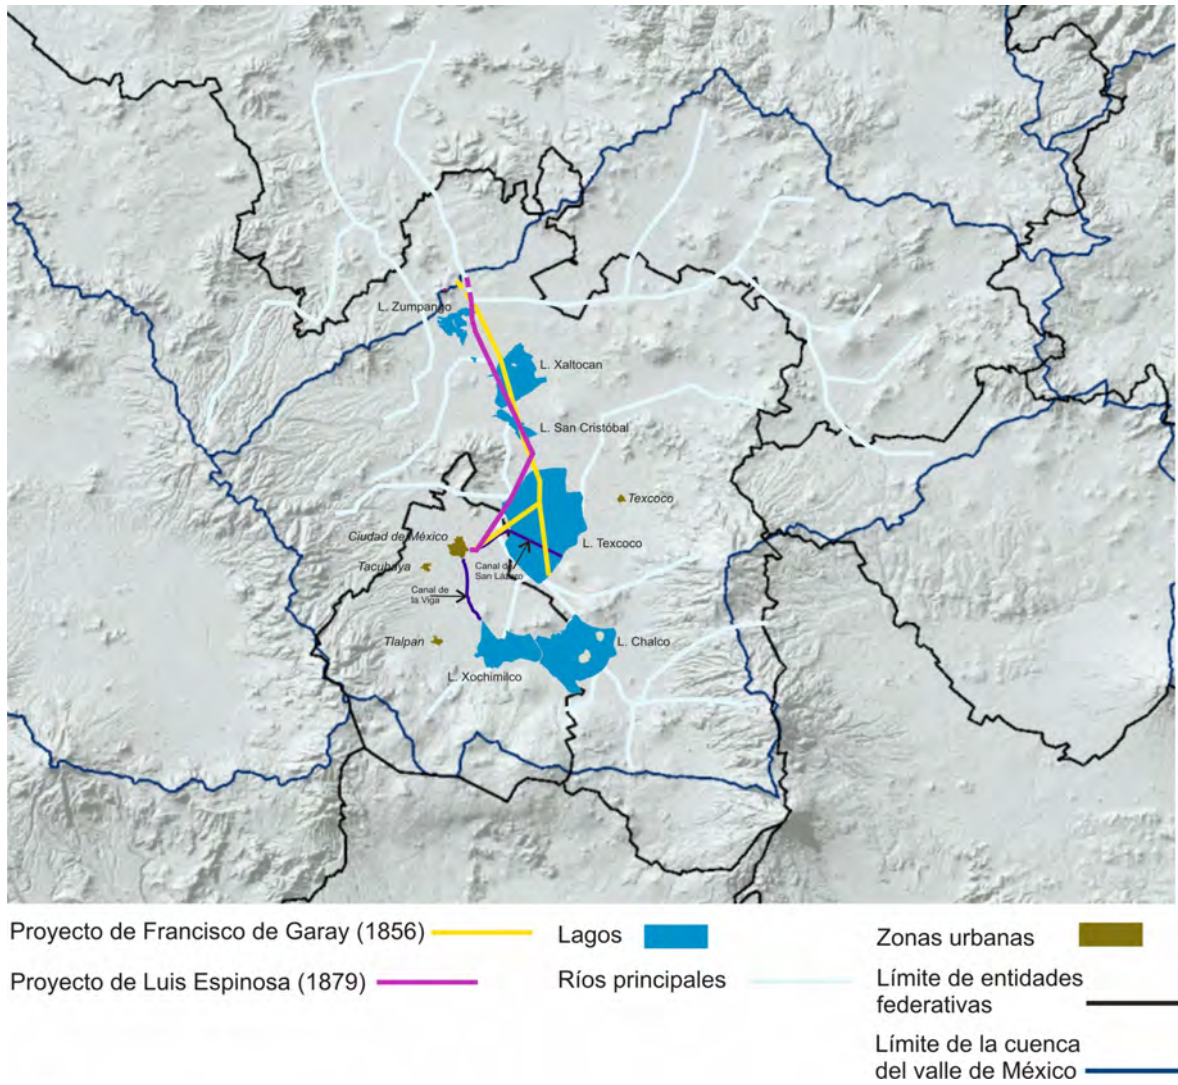 L. Zumpango
L. Xaltocan
L. San Cristóbal
Texcoco
Ciudad de México
L. Texcoco
Tacubaya
Canal de
San Lázaro
Canal de
la Viga
Tlalpan
L. Chalco
L. Xochimilco
Proyecto de Francisco de Garay (1856)
Lagos
Zonas urbanas
Proyecto de Luis Espinosa (1879)
Ríos principales
Límite de entidades
federativas
Límite de la cuenca
del valle de México